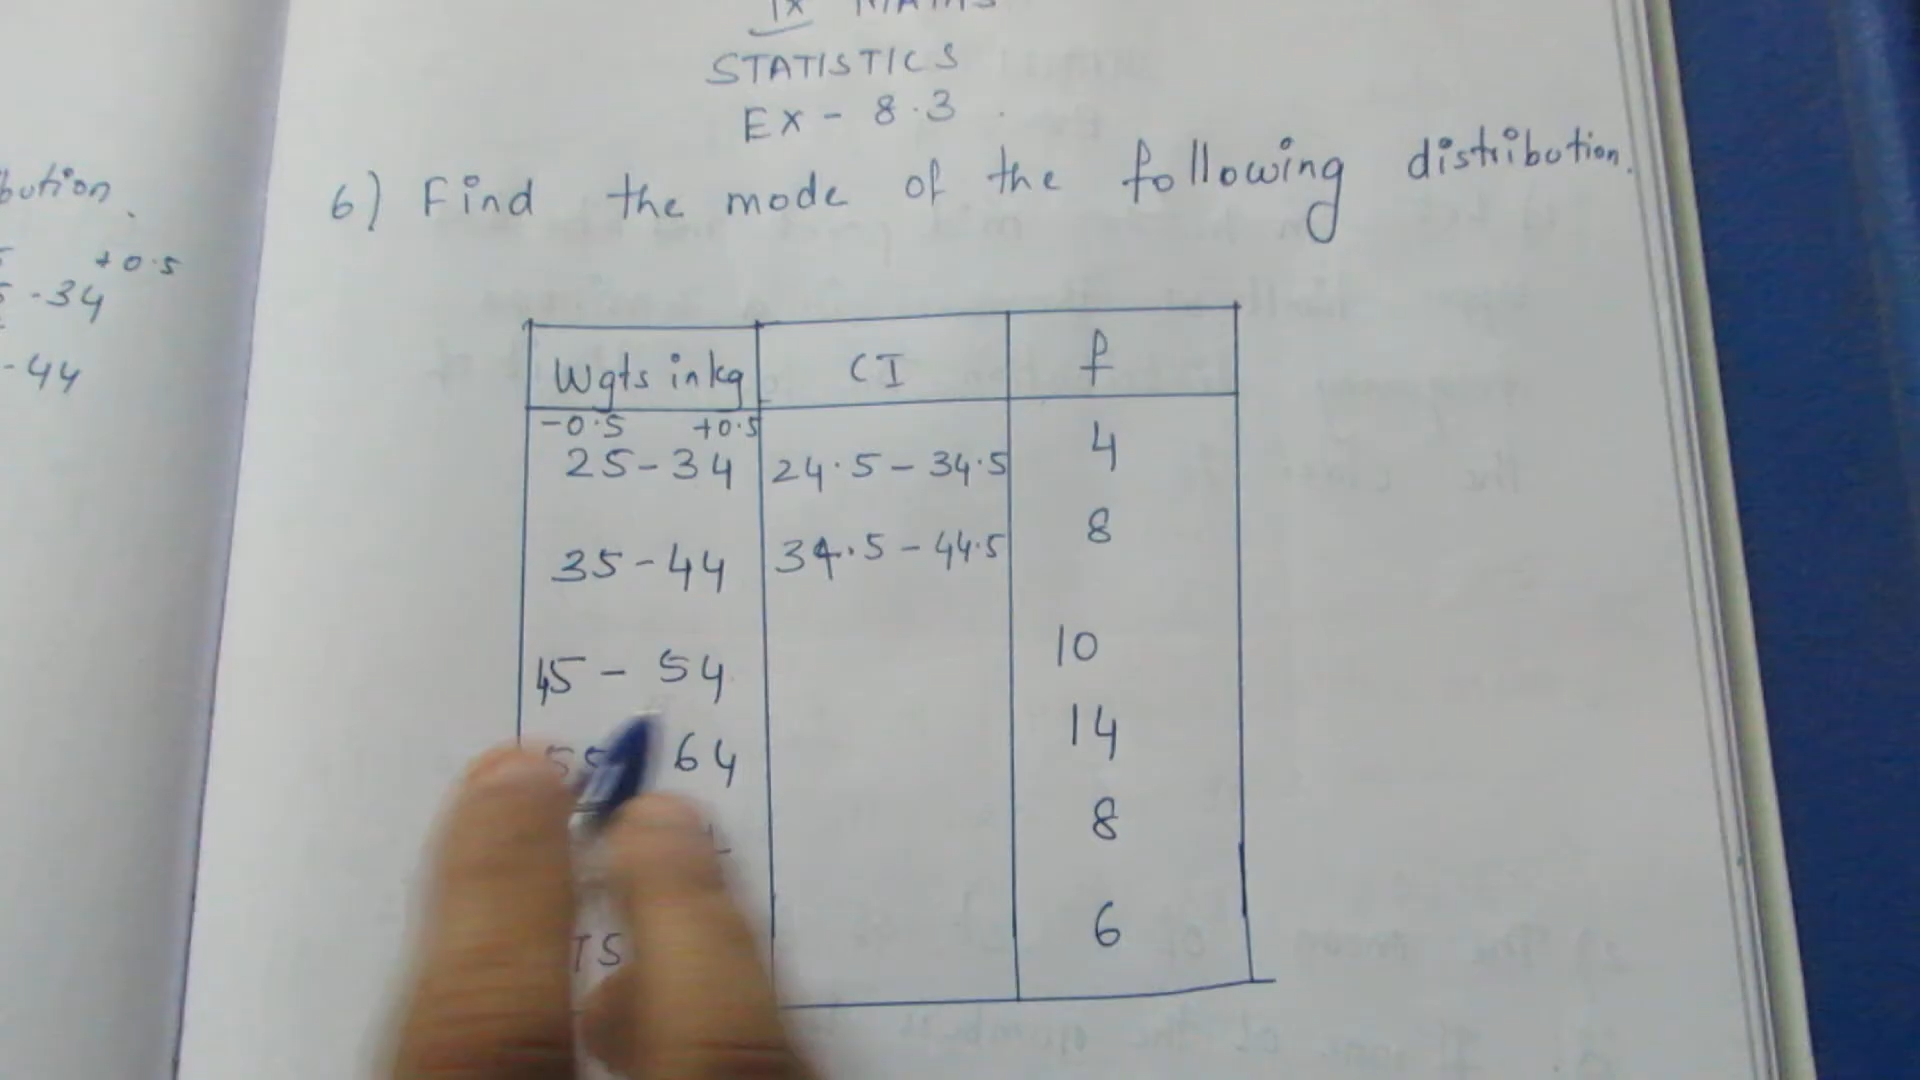 STATISTICS
EX - 8.3
6) Find the mode of the following distribution.
bution
+0.5
-34
-44
Wgts in kg CI f
-0.5 +0.5
25-34 24.5-34.5 4
35-44 34.5-44.5 8
45-54 10
64 14
8
75 6